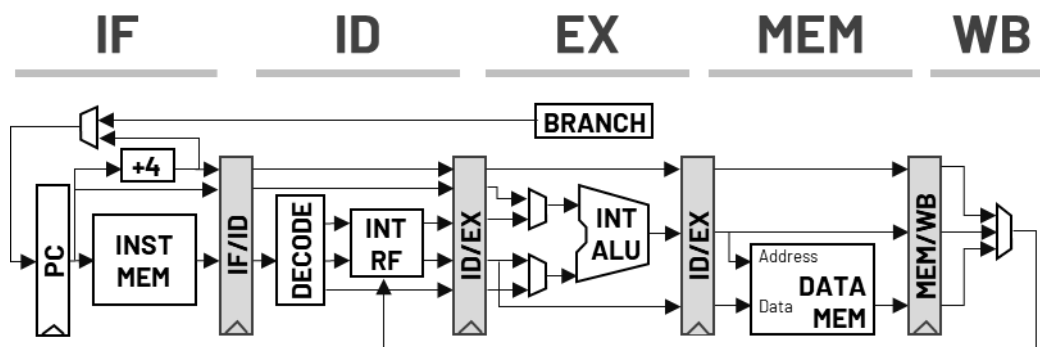 IF
ID
EX
MEM
WB
BRANCH
+4
PC
INST
MEM
IF/ID
DECODE
INT
RF
ID/EX
INT
ALU
ID/EX
Address
Data
DATA
MEM
MEM/WB